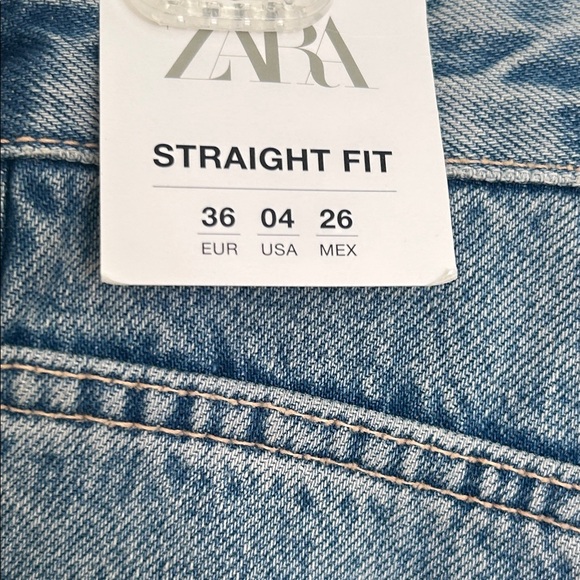 ZARA
STRAIGHT FIT
36 04 26
EUR USA MEX